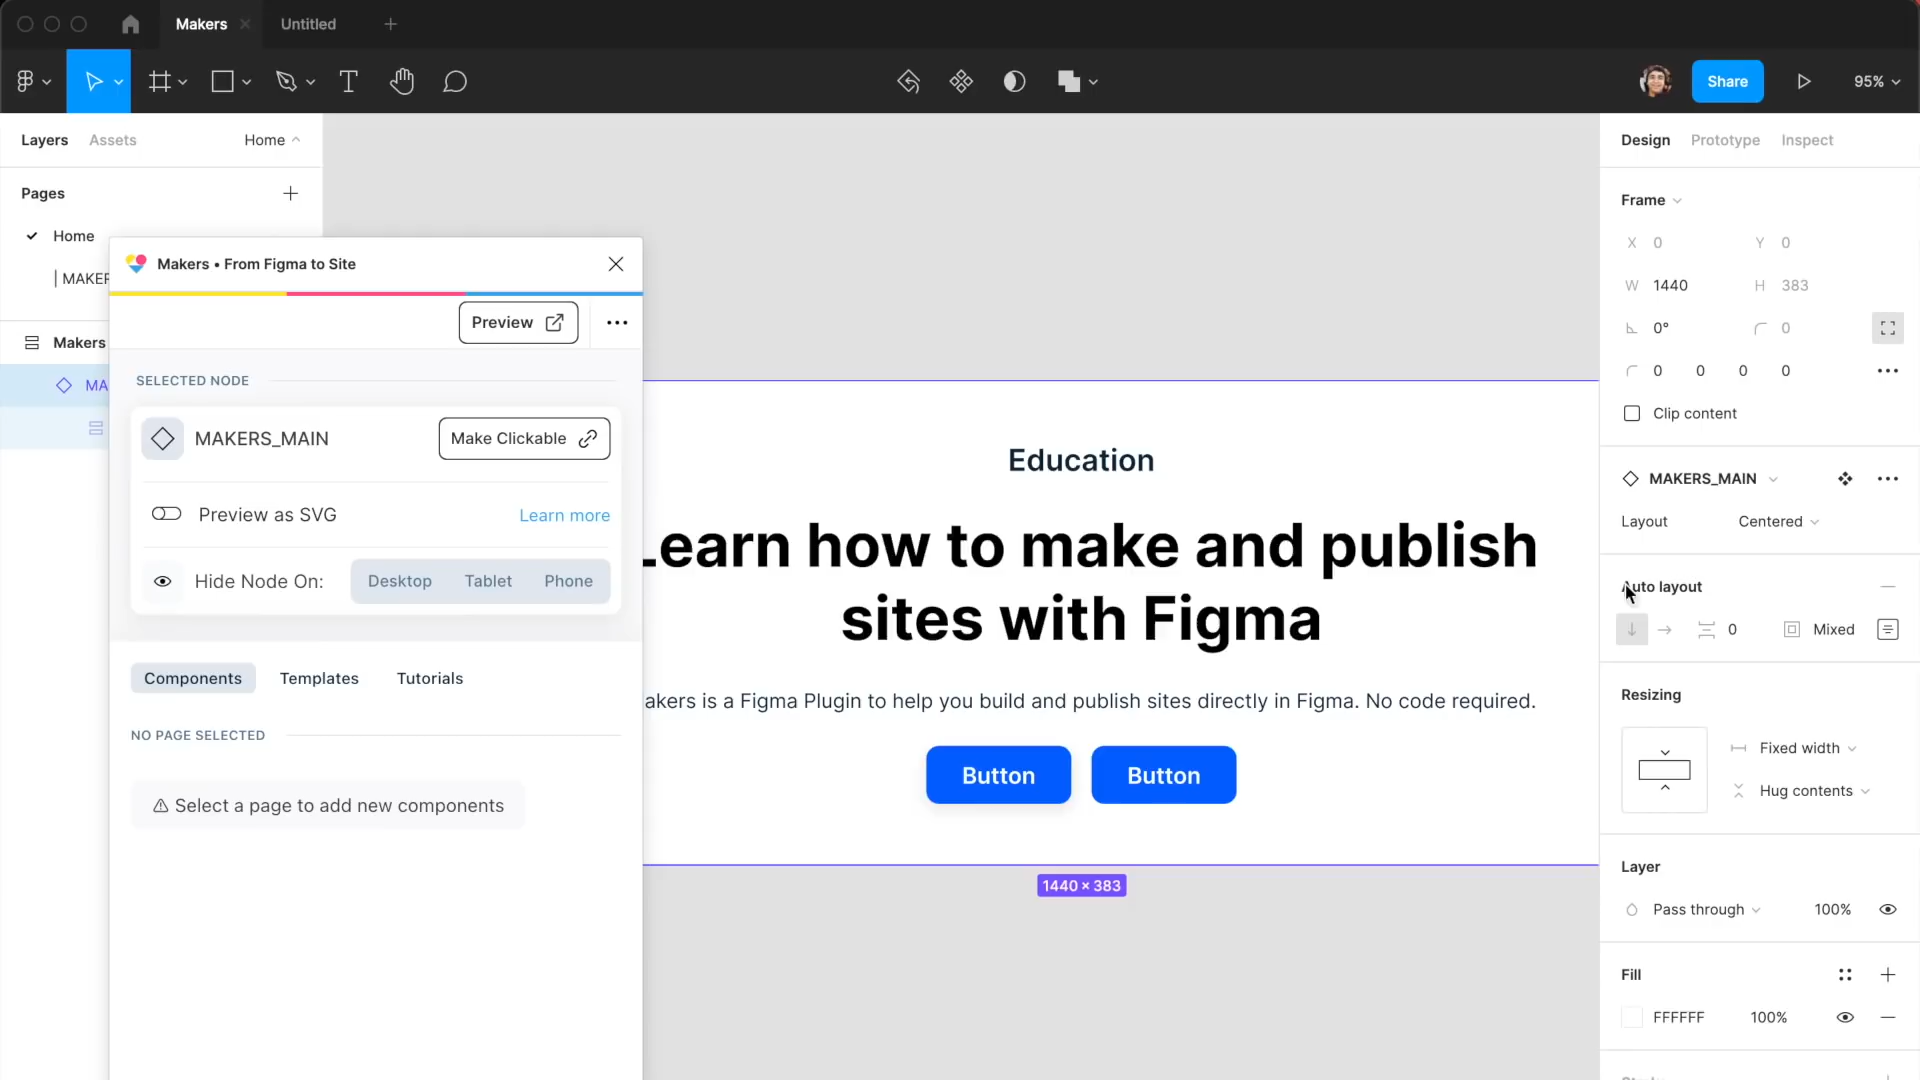 Makers
Untitled
Share
95%
Layers
Assets
Home
Pages
Home
| MAKER
Makers
MA
Makers • From Figma to Site
Preview
SELECTED NODE
MAKERS_MAIN
Make Clickable
Preview as SVG
Learn more
Hide Node On:
Desktop
Tablet
Phone
Components
Templates
Tutorials
NO PAGE SELECTED
Select a page to add new components
Education
Learn how to make and publish
sites with Figma
akers is a Figma Plugin to help you build and publish sites directly in Figma. No code required.
Button
Button
1440 × 383
Design
Prototype
Inspect
Frame
X 0
Y 0
W 1440
H 383
0°
0
0 0 0 0
Clip content
MAKERS_MAIN
Layout
Centered
Auto layout
0
Mixed
Resizing
Fixed width
Hug contents
Layer
Pass through
100%
Fill
FFFFFF
100%